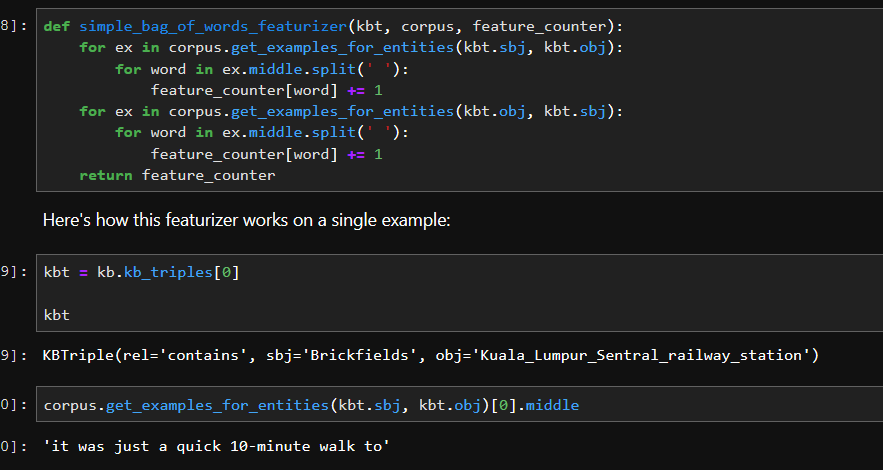 8]: def simple_bag_of_words_featurizer(kbt, corpus, feature_counter):
    for ex in corpus.get_examples_for_entities(kbt.sbj, kbt.obj):
        for word in ex.middle.split(' '):
            feature_counter[word] += 1
    for ex in corpus.get_examples_for_entities(kbt.obj, kbt.sbj):
        for word in ex.middle.split(' '):
            feature_counter[word] += 1
    return feature_counter
Here's how this featurizer works on a single example:
9]: kbt = kb.kb_triples[0]
kbt
9]: KBTriple(rel='contains', sbj='Brickfields', obj='Kuala_Lumpur_Sentral_railway_station')
0]: corpus.get_examples_for_entities(kbt.sbj, kbt.obj)[0].middle
0]: 'it was just a quick 10-minute walk to'